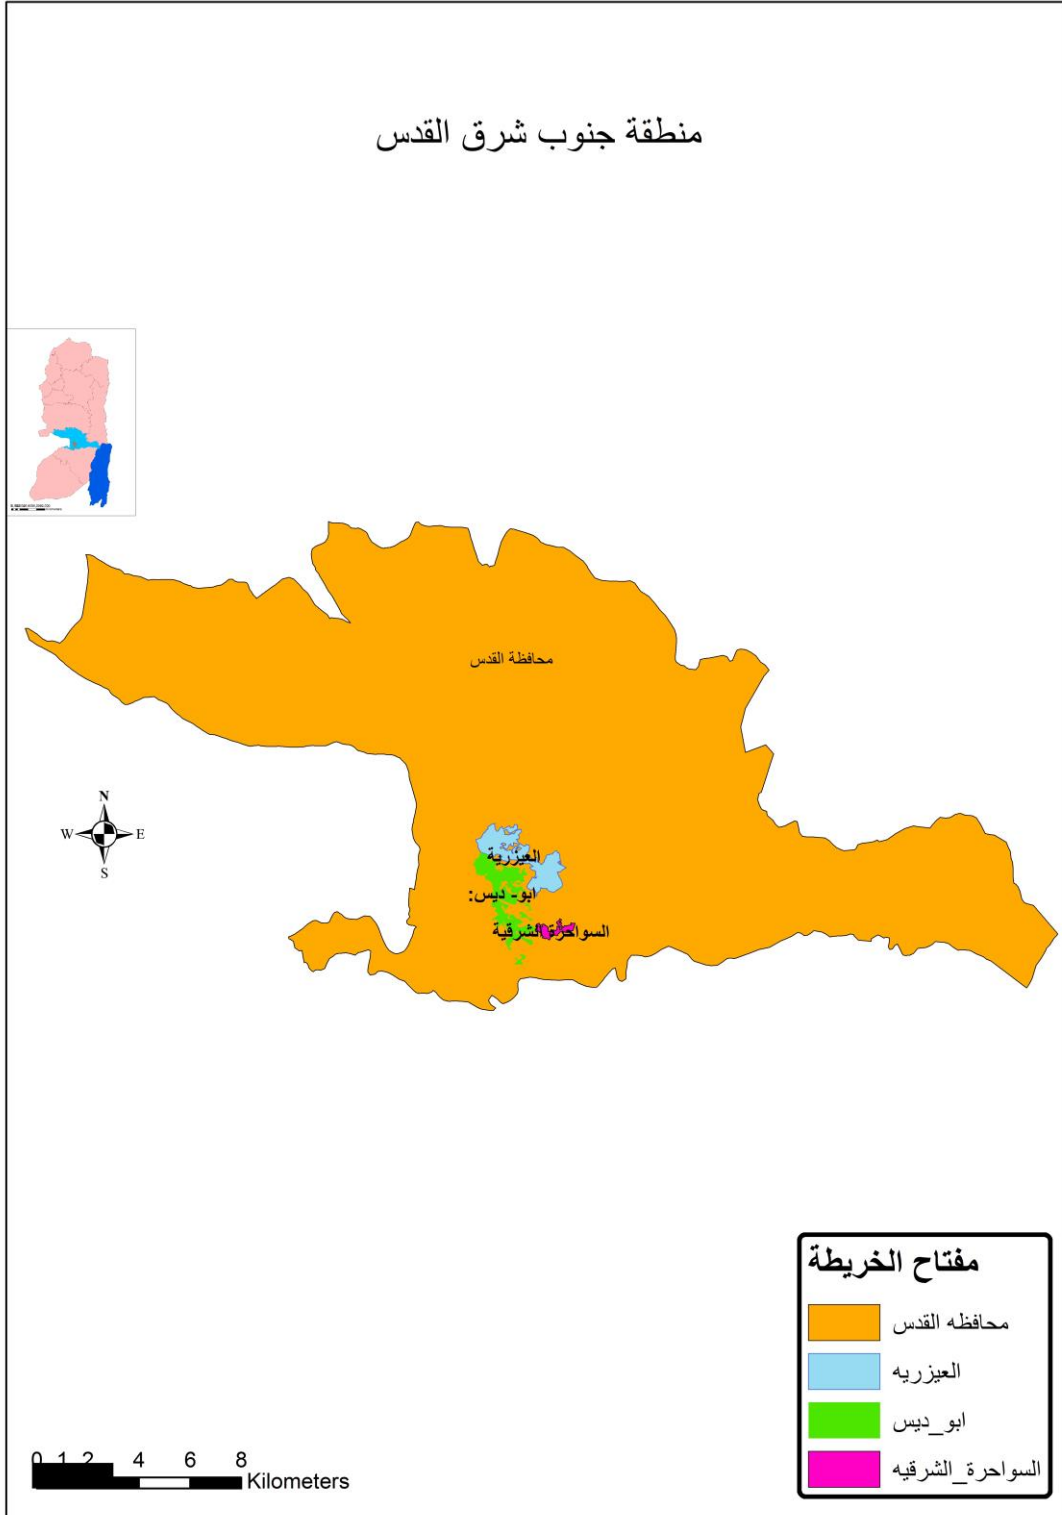 منطقة جنوب شرق القدس
محافظة القدس
N
W E
S
العيزرية
ابو- ديس:
السواحرة الشرقية
مفتاح الخريطة
محافظه القدس
العيزريه
ابو_ديس
السواحرة_الشرقيه
0 1 2 4 6 8
Kilometers